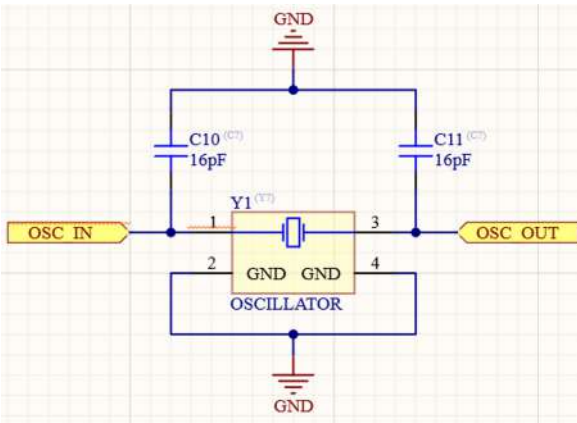 GND
C10 (C?)
16pF
C11 (C?)
16pF
Y1 (Y?)
OSC_IN
1
3
OSC_OUT
2
GND
GND
4
OSCILLATOR
GND